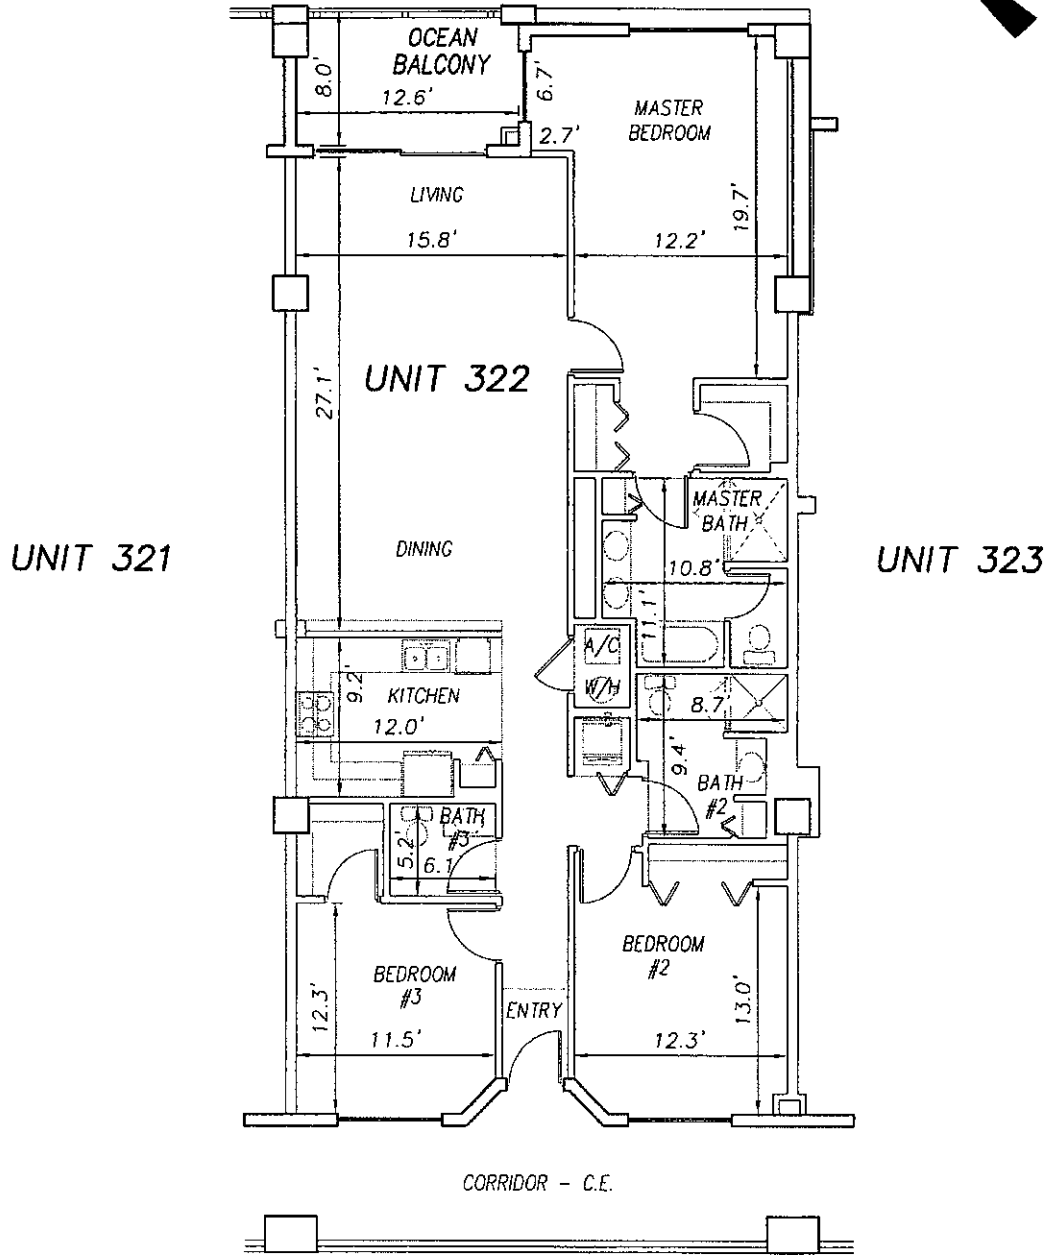 OCEAN
BALCONY
8.0'
12.6'
6.7'
2.7'
MASTER
BEDROOM
LIVING
15.8'
12.2'
19.7'
27.1'
UNIT 322
UNIT 321
DINING
MASTER
BATH
10.8'
11.1'
UNIT 323
A/C
W/H
KITCHEN
9.2'
12.0'
8.7'
9.4'
BATH
#2
BATH
#3
5.2'
6.1'
BEDROOM
#3
12.3'
11.5'
ENTRY
BEDROOM
#2
13.0'
12.3'
CORRIDOR - C.E.